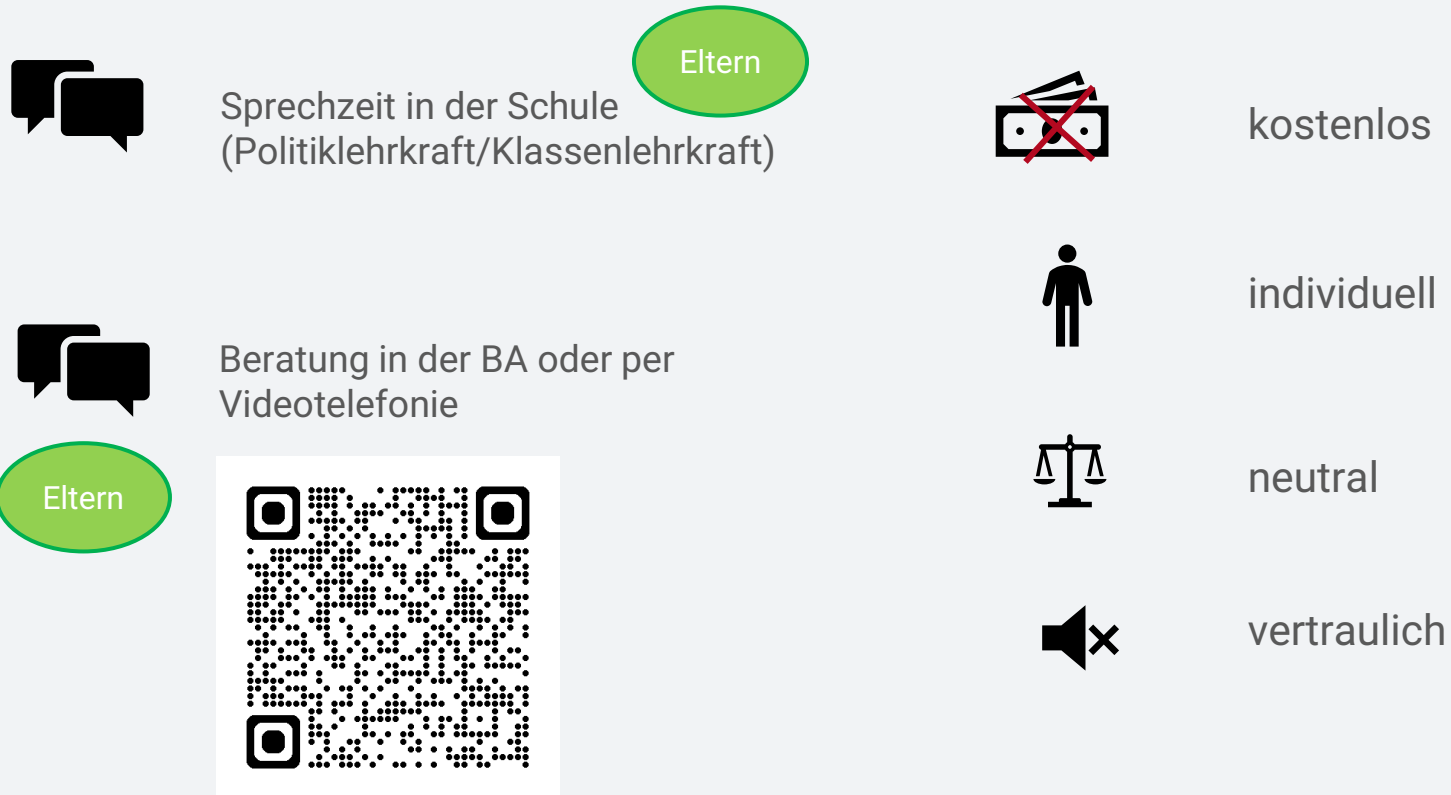 Eltern
Sprechzeit in der Schule
(Politiklehrkraft/Klassenlehrkraft)
Beratung in der BA oder per
Videotelefonie
Eltern
kostenlos
individuell
neutral
vertraulich